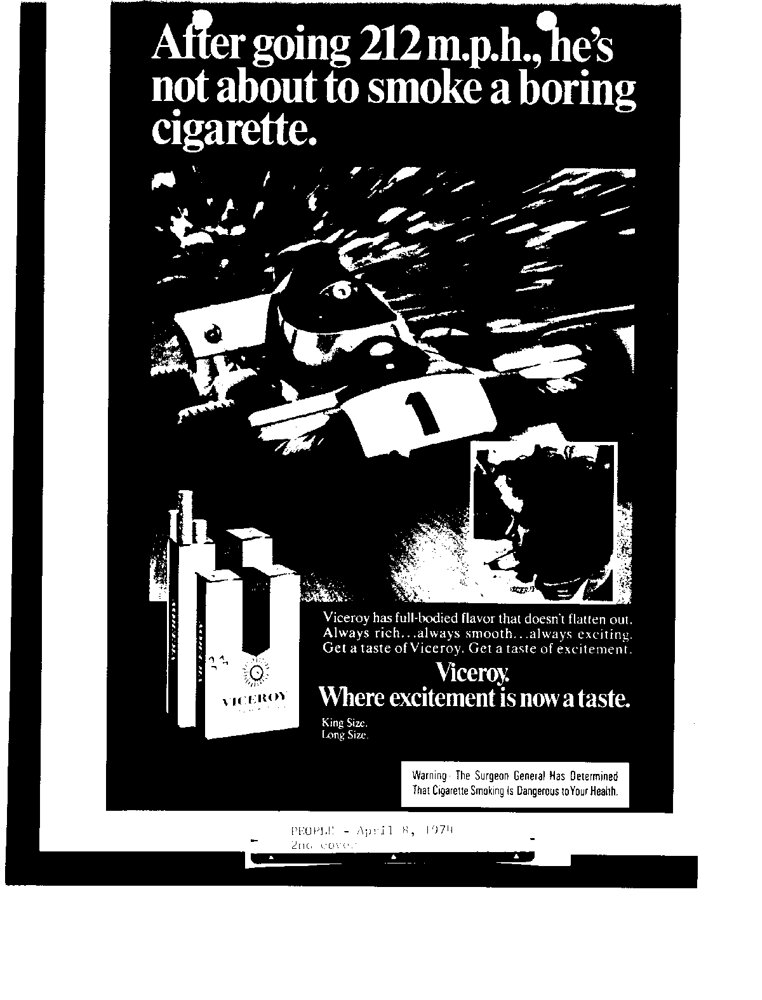 After going 212 m.p.h., he's
not about to smoke a boring
cigarette.
1
Viceroy has full-bodied flavor that doesn't flatten out.
Always rich...always smooth...always exciting.
Get a taste of Viceroy. Get a taste of excitement.
Viceroy.
Where excitement is now a taste.
King Size.
Long Size.
VICEROY
VICEROY
VICEROY
Warning: The Surgeon General Has Determined
That Cigarette Smoking Is Dangerous to Your Health.
PEOPLE - April 8, 1974
2nd cover